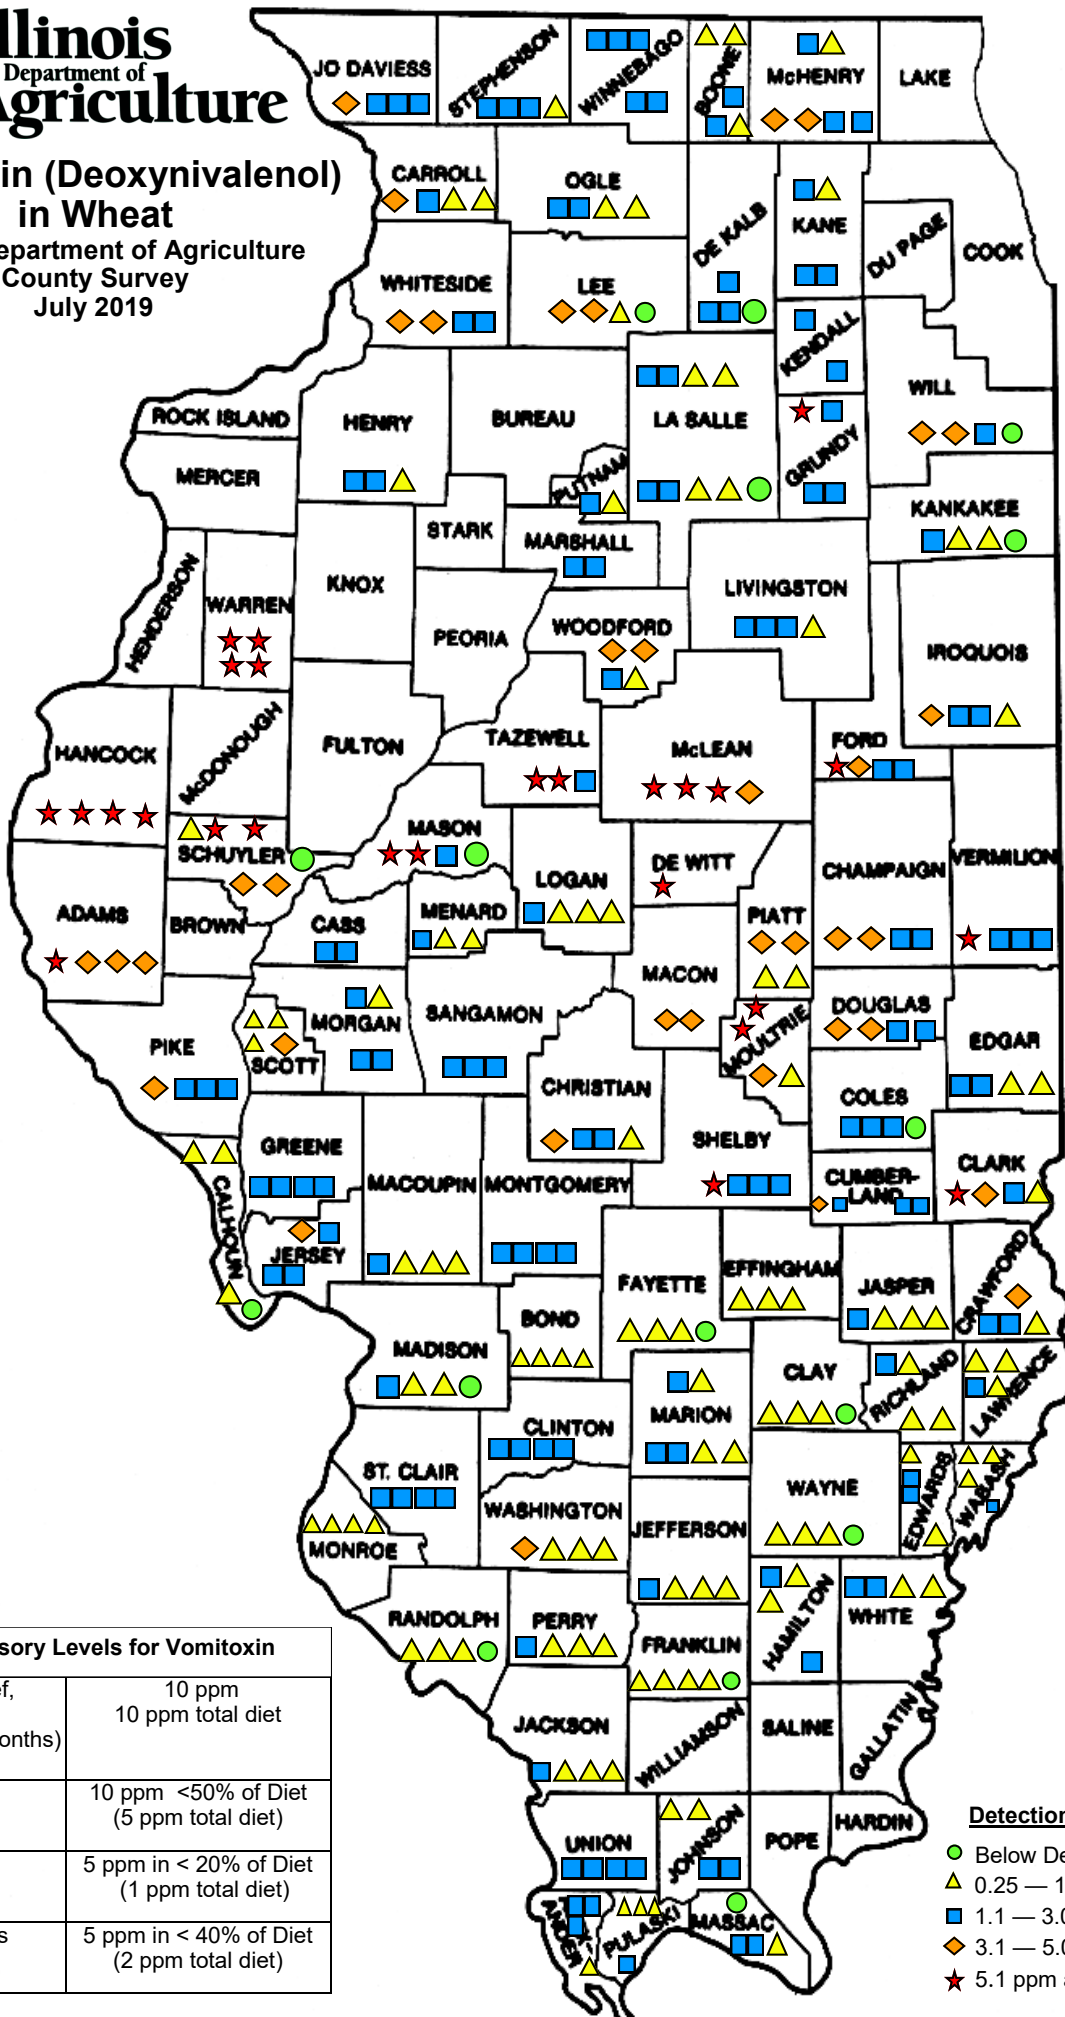 llinois
Department of
Agriculture
in (Deoxynivalenol)
in Wheat
epartment of Agriculture
County Survey
July 2019
JO DAVIESS
STEPHENSON
WINNEBAGO
BOONE
McHENRY
LAKE
CARROLL
OGLE
DE KALB
KANE
DU PAGE
COOK
WHITESIDE
LEE
KENDALL
WILL
ROCK ISLAND
HENRY
BUREAU
LA SALLE
GRUNDY
MERCER
PUTNAM
KANKAKEE
STARK
MARSHALL
HENDERSON
WARREN
KNOX
PEORIA
WOODFORD
LIVINGSTON
IROQUOIS
HANCOCK
McDONOUGH
FULTON
TAZEWELL
McLEAN
FORD
SCHUYLER
MASON
LOGAN
DE WITT
CHAMPAIGN
VERMILION
ADAMS
BROWN
CASS
MENARD
PIATT
MACON
PIKE
SCOTT
MORGAN
SANGAMON
MOULTRIE
DOUGLAS
EDGAR
CHRISTIAN
COLES
GREENE
SHELBY
CUMBER-
LAND
CLARK
CALHOUN
MACOUPIN
MONTGOMERY
JERSEY
FAYETTE
EFFINGHAM
JASPER
CRAWFORD
BOND
MADISON
CLAY
RICHLAND
LAWRENCE
CLINTON
MARION
ST. CLAIR
WASHINGTON
WAYNE
EDWARDS
WABASH
MONROE
JEFFERSON
RANDOLPH
PERRY
FRANKLIN
HAMILTON
WHITE
JACKSON
WILLIAMSON
SALINE
GALLATIN
UNION
JOHNSON
POPE
HARDIN
PULASKI
MASSAC
sory Levels for Vomitoxin
ef,
onths)
10 ppm
10 ppm total diet
10 ppm <50% of Diet
(5 ppm total diet)
5 ppm in < 20% of Diet
(1 ppm total diet)
s
5 ppm in < 40% of Diet
(2 ppm total diet)
Detection
Below De
0.25 — 1
1.1 — 3.0
3.1 — 5.0
5.1 ppm a